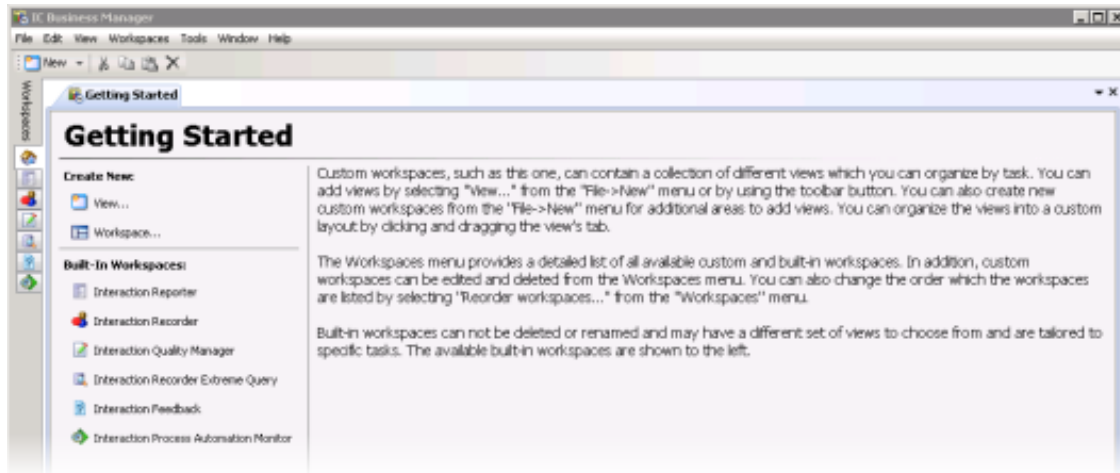 IC Business Manager
File Edit View Workspaces Tools Window Help
New
Workspaces
Getting Started
Getting Started
Create New:
View...
Workspace...
Built-In Workspaces:
Interaction Reporter
Interaction Recorder
Interaction Quality Manager
Interaction Recorder Extreme Query
Interaction Feedback
Interaction Process Automation Monitor
Custom workspaces, such as this one, can contain a collection of different views which you can organize by task. You can
add views by selecting "View..." from the "File->New" menu or by using the toolbar button. You can also create new
custom workspaces from the "File->New" menu for additional areas to add views. You can organize the views into a custom
layout by clicking and dragging the view's tab.
The Workspaces menu provides a detailed list of all available custom and built-in workspaces. In addition, custom
workspaces can be edited and deleted from the Workspaces menu. You can also change the order which the workspaces
are listed by selecting "Reorder workspaces..." from the "Workspaces" menu.
Built-in workspaces can not be deleted or renamed and may have a different set of views to choose from and are tailored to
specific tasks. The available built-in workspaces are shown to the left.